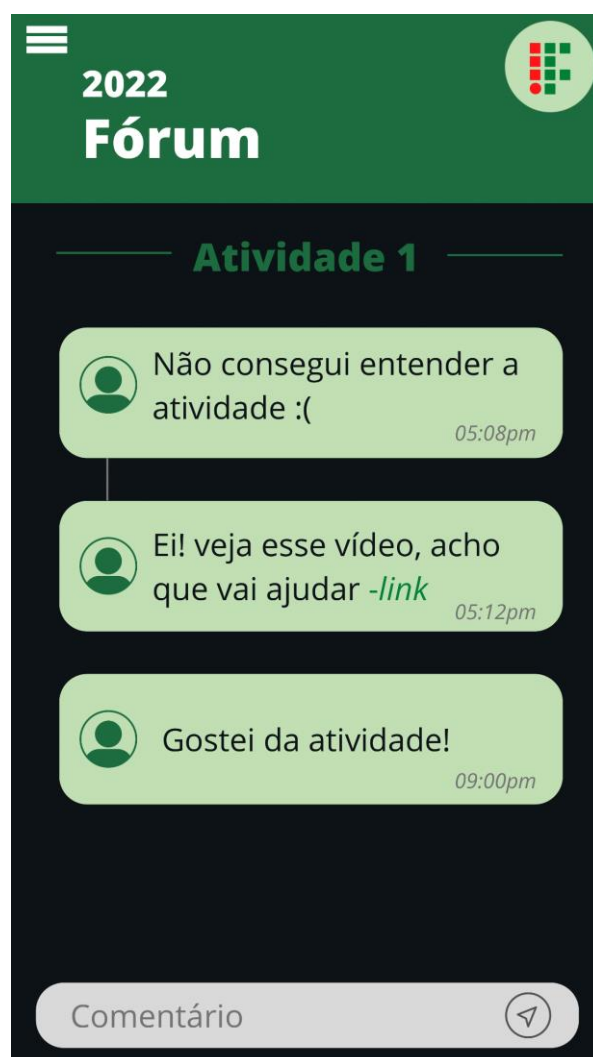 2022
Fórum
Atividade 1
Não consegui entender a
atividade :(
05:08pm
Ei! veja esse vídeo, acho
que vai ajudar -link
05:12pm
Gostei da atividade!
09:00pm
Comentário